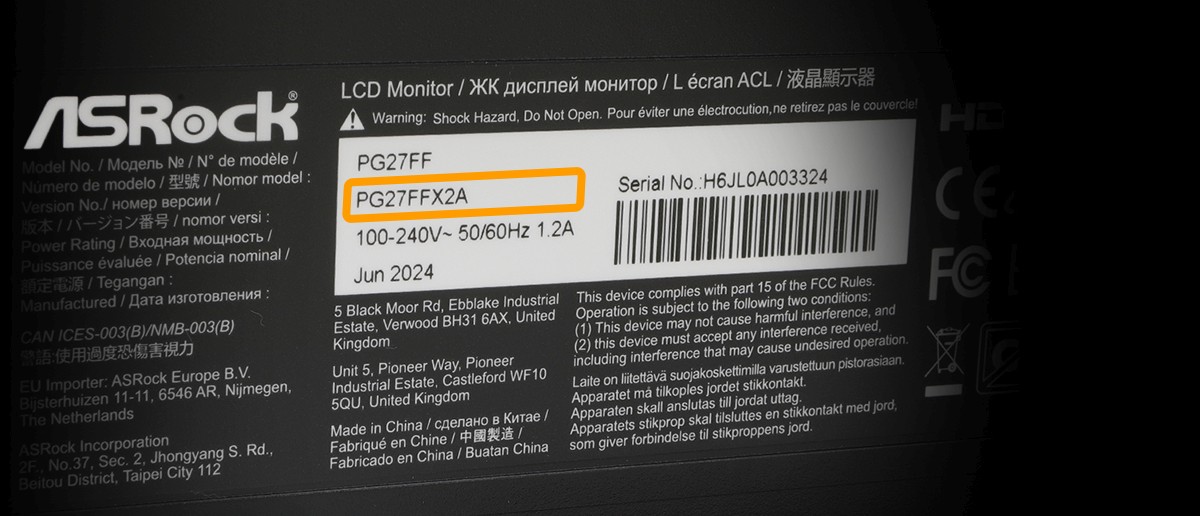 ASRock®
Model No. / Модель № / N° de modèle /
Número de modelo / 型號 / Nomor model :
Version No./ номер версии /
版本 / バージョン番号 / nomor versi :
Power Rating / Входная мощность /
Puissance évaluée / Potencia nominal /
額定電源 / Tegangan :
Manufactured / Дата изготовления :
CAN ICES-003(B)/NMB-003(B)
警語:使用過度恐傷害視力
EU Importer: ASRock Europe B.V.
Bijsterhuizen 11-11, 6546 AR, Nijmegen,
The Netherlands
ASRock Incorporation
2F., No.37, Sec. 2, Jhongyang S. Rd.,
Beitou District, Taipei City 112
LCD Monitor / ЖК дисплей монитор / L écran ACL / 液晶顯示器
Warning: Shock Hazard, Do Not Open. Pour éviter une électrocution,ne retirez pas le couvercle!
PG27FF
PG27FFX2A
100-240V~ 50/60Hz 1.2A
Jun 2024
Serial No.:H6JL0A003324
5 Black Moor Rd, Ebblake Industrial
Estate, Verwood BH31 6AX, United
Kingdom
Unit 5, Pioneer Way, Pioneer
Industrial Estate, Castleford WF10
5QU, United Kingdom
Made in China / сделано в Китае /
Fabriqué en Chine / 中國製造 /
Fabricado en China / Buatan China
This device complies with part 15 of the FCC Rules.
Operation is subject to the following two conditions:
(1) This device may not cause harmful interference, and
(2) this device must accept any interference received,
including interference that may cause undesired operation.
Laite on liitettävä suojakoskettimilla varustettuun pistorasiaan.
Apparatet må tilkoples jordet stikkontakt.
Apparaten skall anslutas till jordat uttag.
Apparatets stikprop skal tilsluttes en stikkontakt med jord,
som giver forbindelse til stikproppens jord.
CE
FC